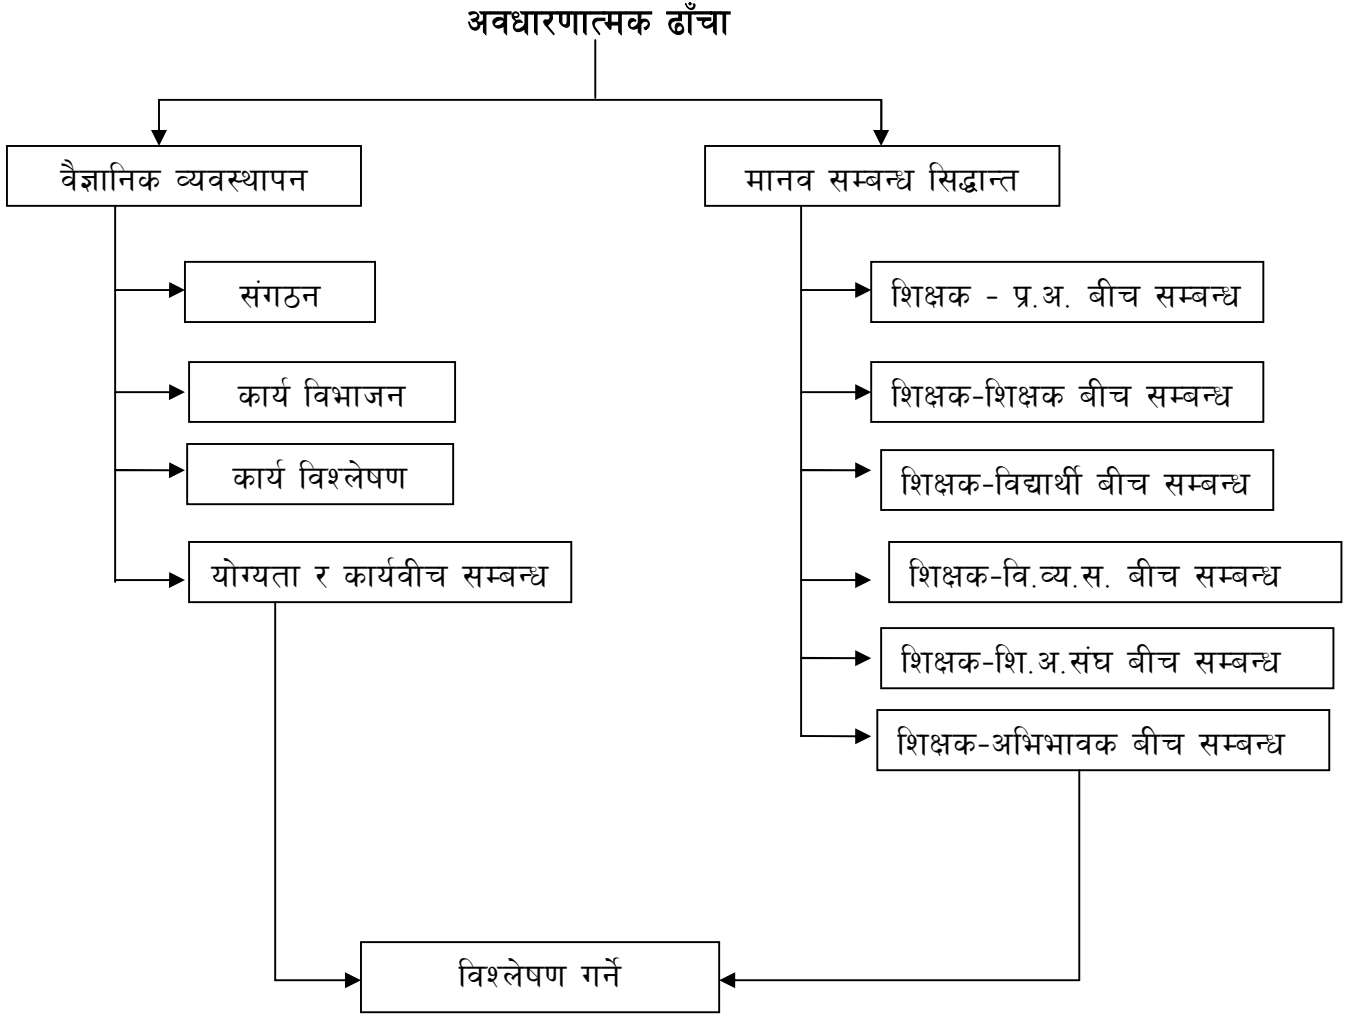 अवधारणात्मक ढाँचा
वैज्ञानिक व्यवस्थापन
मानव सम्बन्ध सिद्धान्त
संगठन
कार्य विभाजन
कार्य विश्लेषण
योग्यता र कार्यवीच सम्बन्ध
शिक्षक - प्र.अ. बीच सम्बन्ध
शिक्षक-शिक्षक बीच सम्बन्ध
शिक्षक-विद्यार्थी बीच सम्बन्ध
शिक्षक-वि.व्य.स. बीच सम्बन्ध
शिक्षक-शि.अ.संघ बीच सम्बन्ध
शिक्षक-अभिभावक बीच सम्बन्ध
विश्लेषण गर्ने